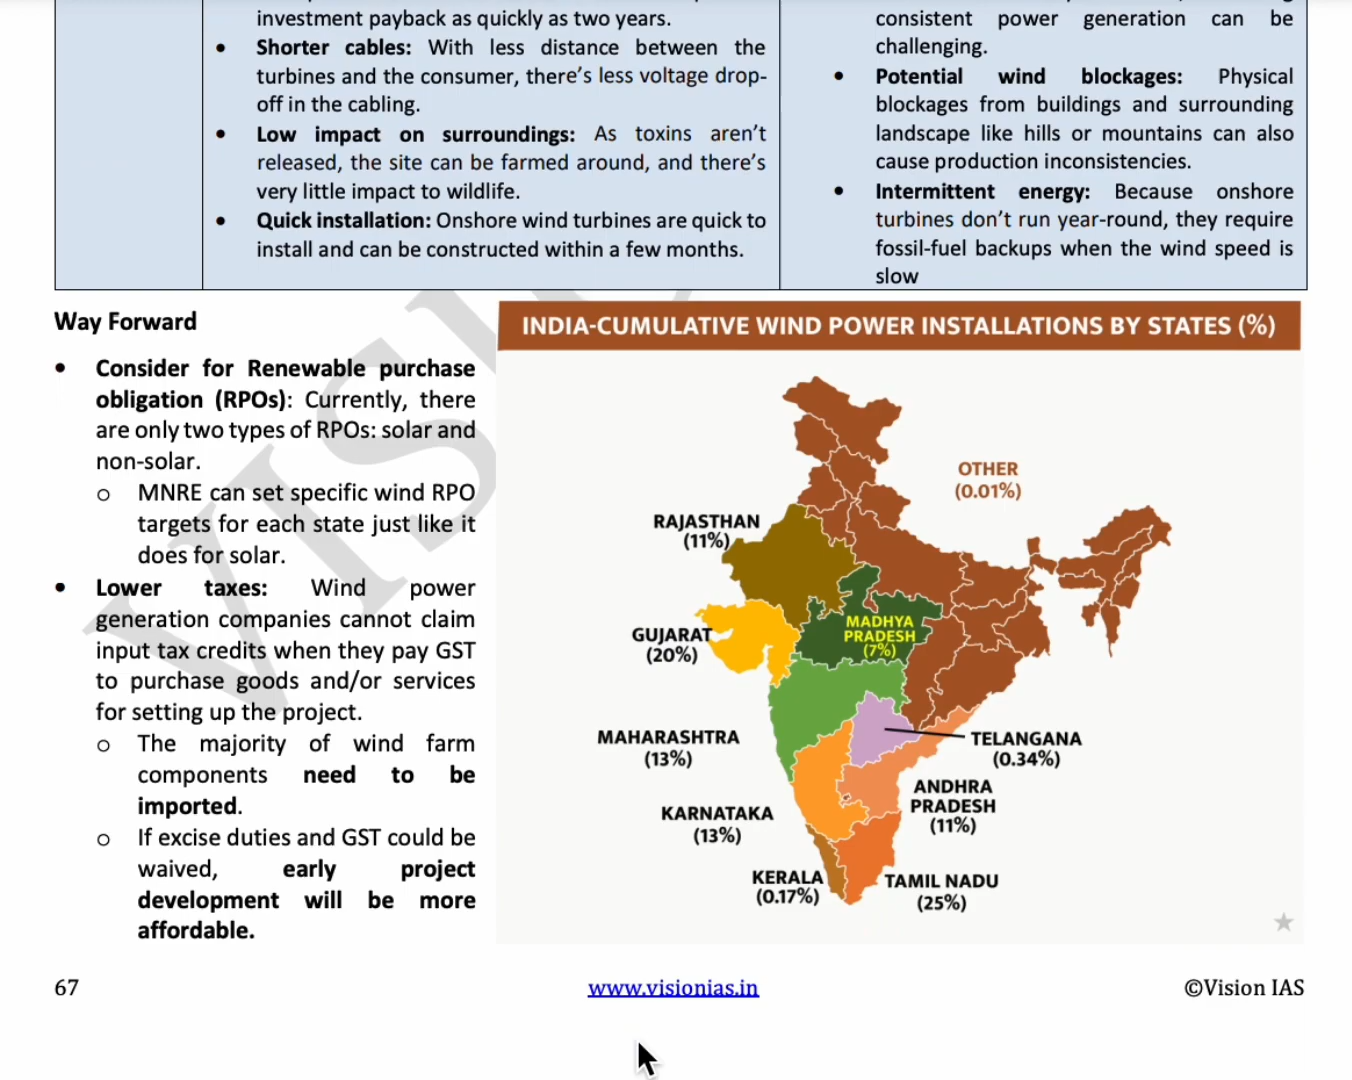 investment payback as quickly as two years.
• Shorter cables: With less distance between the
turbines and the consumer, there’s less voltage drop-
off in the cabling.
• Low impact on surroundings: As toxins aren’t
released, the site can be farmed around, and there’s
very little impact to wildlife.
• Quick installation: Onshore wind turbines are quick to
install and can be constructed within a few months.
consistent power generation can be
challenging.
• Potential wind blockages: Physical
blockages from buildings and surrounding
landscape like hills or mountains can also
cause production inconsistencies.
• Intermittent energy: Because onshore
turbines don’t run year-round, they require
fossil-fuel backups when the wind speed is
slow
Way Forward
• Consider for Renewable purchase
obligation (RPOs): Currently, there
are only two types of RPOs: solar and
non-solar.
o MNRE can set specific wind RPO
targets for each state just like it
does for solar.
• Lower taxes: Wind power
generation companies cannot claim
input tax credits when they pay GST
to purchase goods and/or services
for setting up the project.
o The majority of wind farm
components need to be
imported.
o If excise duties and GST could be
waived, early project
development will be more
affordable.
INDIA-CUMULATIVE WIND POWER INSTALLATIONS BY STATES (%)
OTHER
(0.01%)
RAJASTHAN
(11%)
MADHYA
PRADESH
(7%)
GUJARAT
(20%)
MAHARASHTRA
(13%)
TELANGANA
(0.34%)
ANDHRA
PRADESH
(11%)
KARNATAKA
(13%)
KERALA
(0.17%)
TAMIL NADU
(25%)
67
www.visionias.in
©Vision IAS